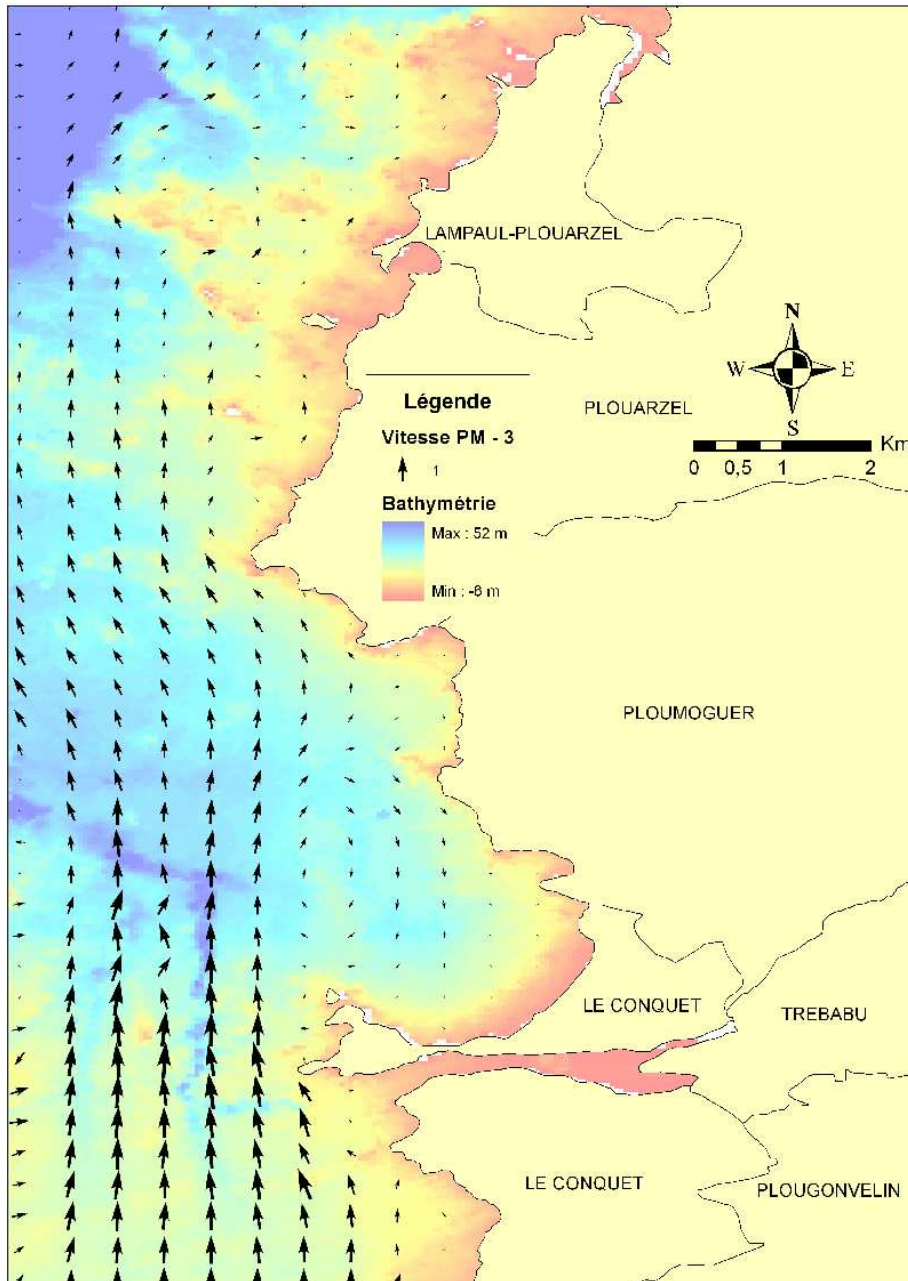 LAMPAUL-PLOUARZEL
N
W E
S
Légende
PLOUARZEL
Vitesse PM - 3
1
Km
0 0,5 1 2
Bathymétrie
Max : 52 m
Min : -6 m
PLOUMOGUER
LE CONQUET
TREBABU
LE CONQUET
PLOUGONVELIN